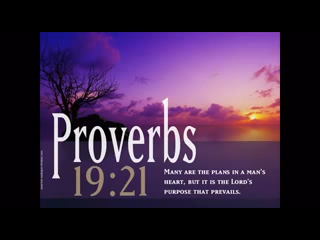 Proverbs
19:21
MANY ARE THE PLANS IN A MAN'S
HEART, BUT IT IS THE LORD'S
PURPOSE THAT PREVAILS.